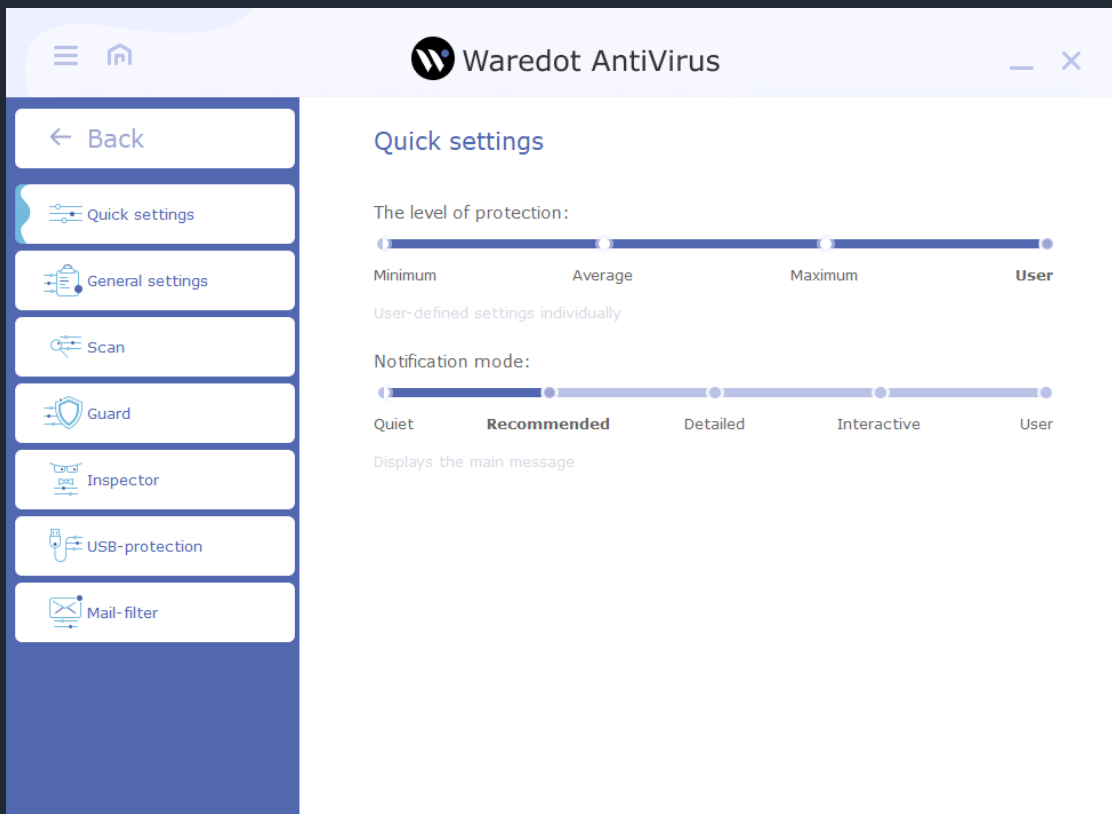 Waredot AntiVirus
Back
Quick settings
General settings
Scan
Guard
Inspector
USB-protection
Mail-filter
Quick settings
The level of protection:
Minimum Average Maximum User
User-defined settings individually
Notification mode:
Quiet Recommended Detailed Interactive User
Displays the main message